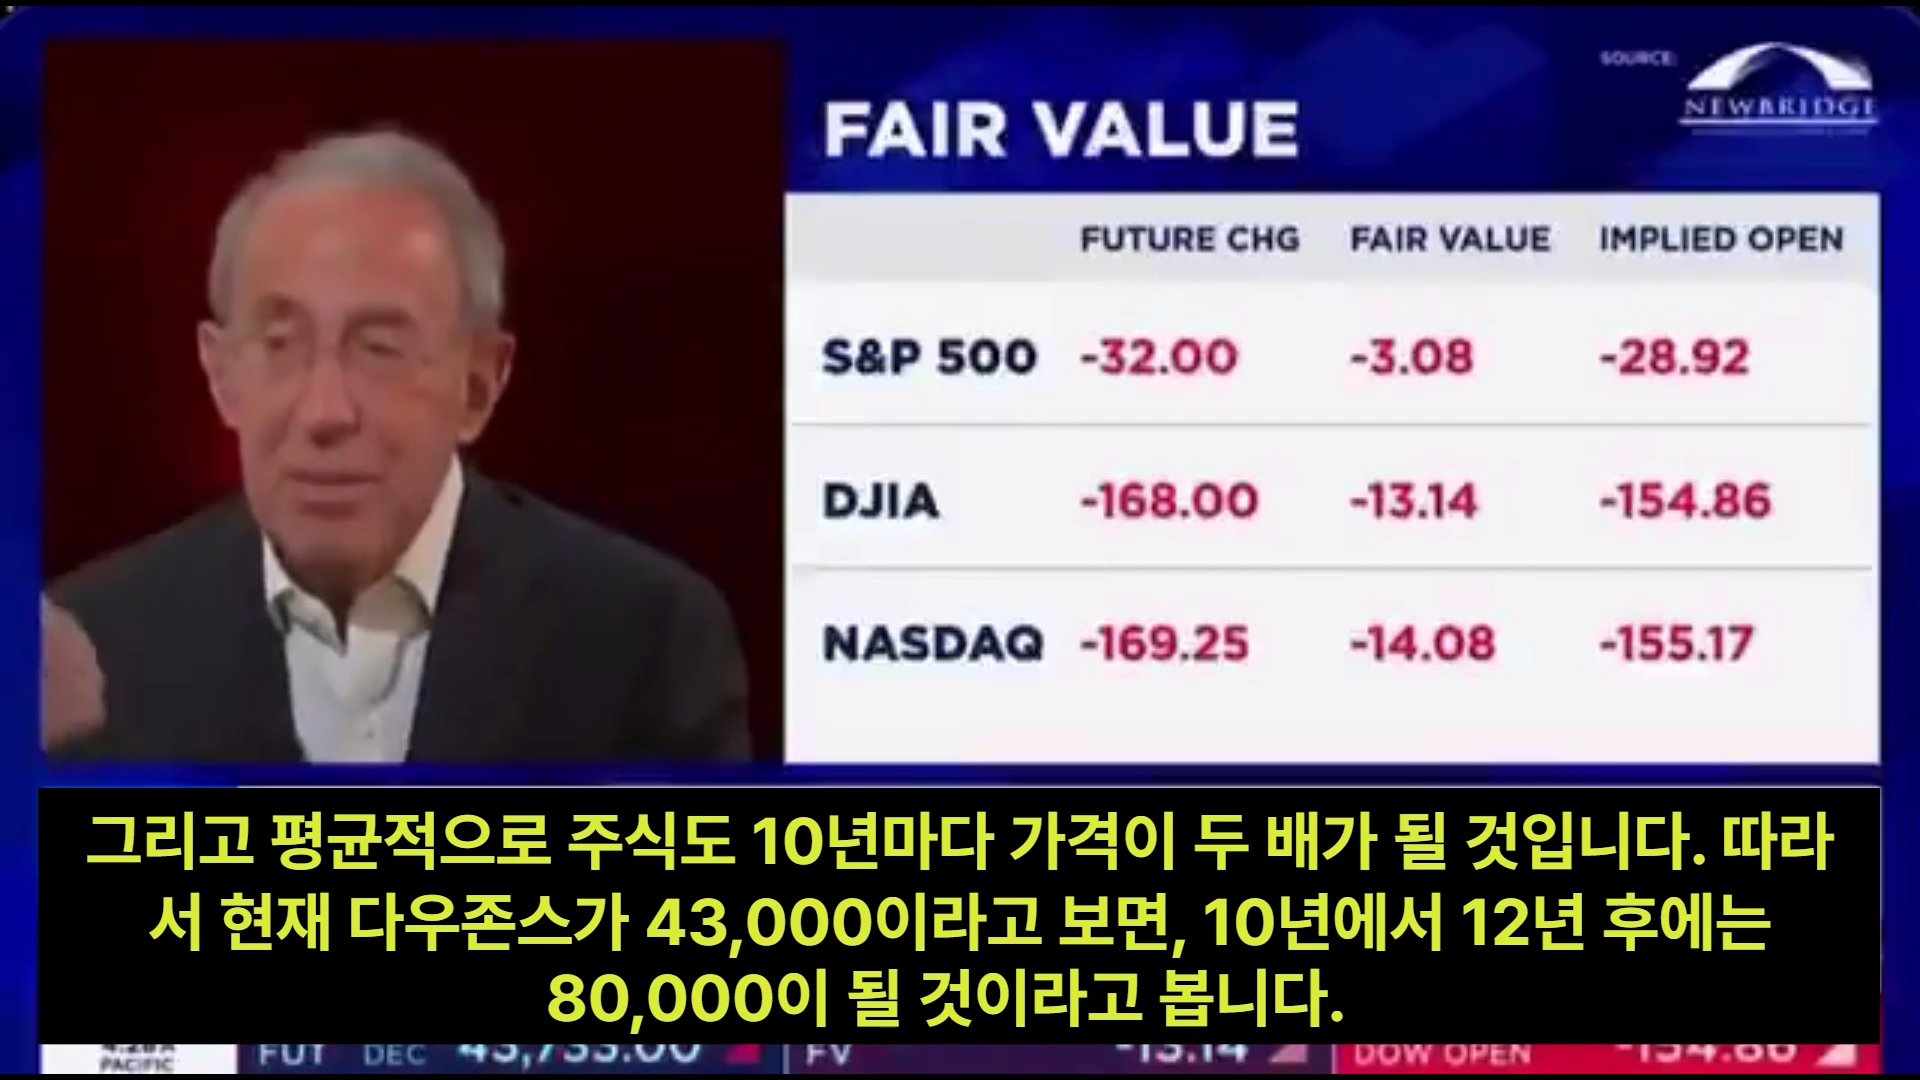 SOURCE:
NEWBRIDGE
FAIR VALUE
FUTURE CHG FAIR VALUE IMPLIED OPEN
S&P 500 -32.00 -3.08 -28.92
DJIA -168.00 -13.14 -154.86
NASDAQ -169.25 -14.08 -155.17
그리고 평균적으로 주식도 10년마다 가격이 두 배가 될 것입니다. 따라
서 현재 다우존스가 43,000이라고 보면, 10년에서 12년 후에는
80,000이 될 것이라고 봅니다.
PACIFIC FUT DEC FV -13.14 DOW OPEN -154.86